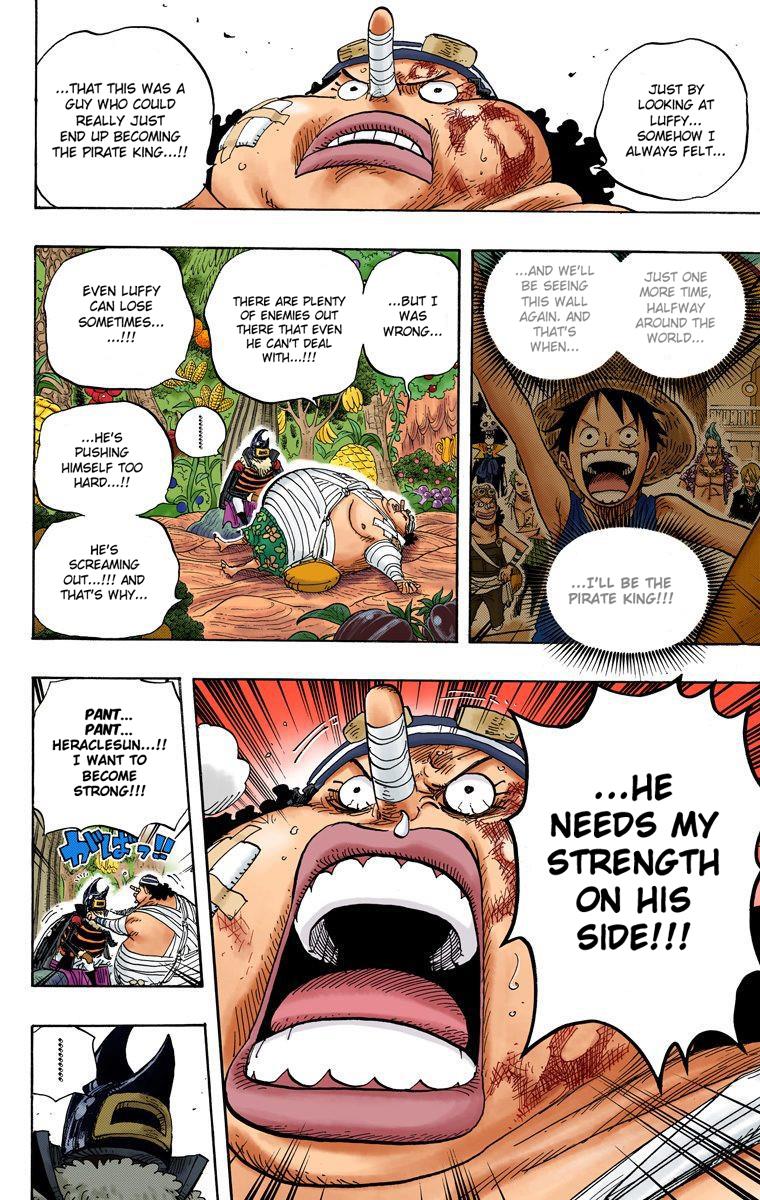 JUST BY
LOOKING AT
LUFFY...
SOMEHOW I
ALWAYS FELT...
...THAT THIS WAS A
GUY WHO COULD
REALLY JUST
END UP BECOMING
THE PIRATE KING...!!
JUST ONE
MORE TIME,
HALFWAY
AROUND THE
WORLD...
...AND WE'LL
BE SEEING
THIS WALL
AGAIN. AND
THAT'S
WHEN...
...I'LL BE THE
PIRATE KING!!!
...BUT I
WAS
WRONG...
THERE ARE PLENTY
OF ENEMIES OUT
THERE THAT EVEN
HE CAN'T DEAL
WITH...!!!
EVEN LUFFY
CAN LOSE
SOMETIMES...
...!!!
...HE'S
PUSHING
HIMSELF TOO
HARD...!!
HE'S
SCREAMING
OUT...!!! AND
THAT'S WHY...
...HE
NEEDS MY
STRENGTH
ON HIS
SIDE!!!
PANT...
PANT...
HERACLESUN...!!
I WANT TO
BECOME
STRONG!!!
がばっ!!